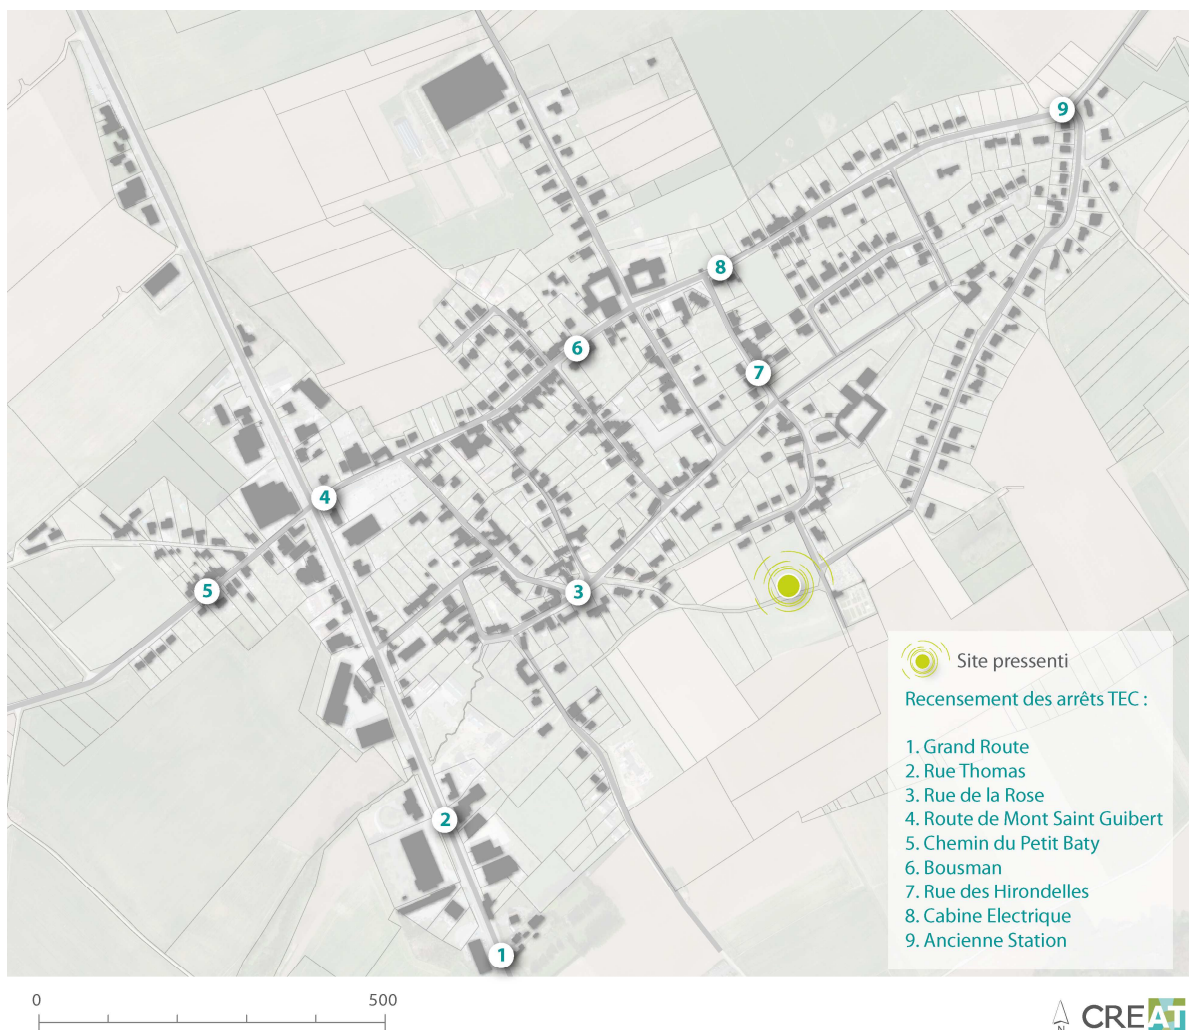 9
8
6
7
4
5
3
2
1
Site pressenti
Recensement des arrêts TEC :
1. Grand Route
2. Rue Thomas
3. Rue de la Rose
4. Route de Mont Saint Guibert
5. Chemin du Petit Baty
6. Bousman
7. Rue des Hirondelles
8. Cabine Electrique
9. Ancienne Station
0 500
N CREAT